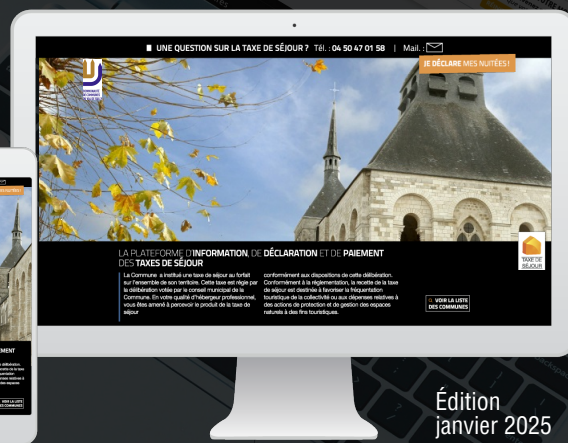 UNE QUESTION SUR LA TAXE DE SÉJOUR ? Tél. : 04 50 47 01 58 | Mail. :
JE DÉCLARE MES NUITÉES !
LA PLATEFORME D'INFORMATION, DE DÉCLARATION ET DE PAIEMENT
DES TAXES DE SÉJOUR
La Commune a institué une taxe de séjour au forfait
sur l'ensemble de son territoire. Cette taxe est régie par
la délibération votée par le conseil municipal de la
Commune. En votre qualité d'hébergeur professionnel,
vous êtes amené à percevoir le produit de la taxe de
séjour
conformément aux dispositions de cette délibération.
Conformément à la réglementation, la recette de la taxe
de séjour est destinée à favoriser la fréquentation
touristique de la collectivité ou aux dépenses relatives à
des actions de protection et de gestion des espaces
naturels à des fins touristiques.
TAXE DE
SÉJOUR
VOIR LA LISTE
DES COMMUNES
Édition
janvier 2025